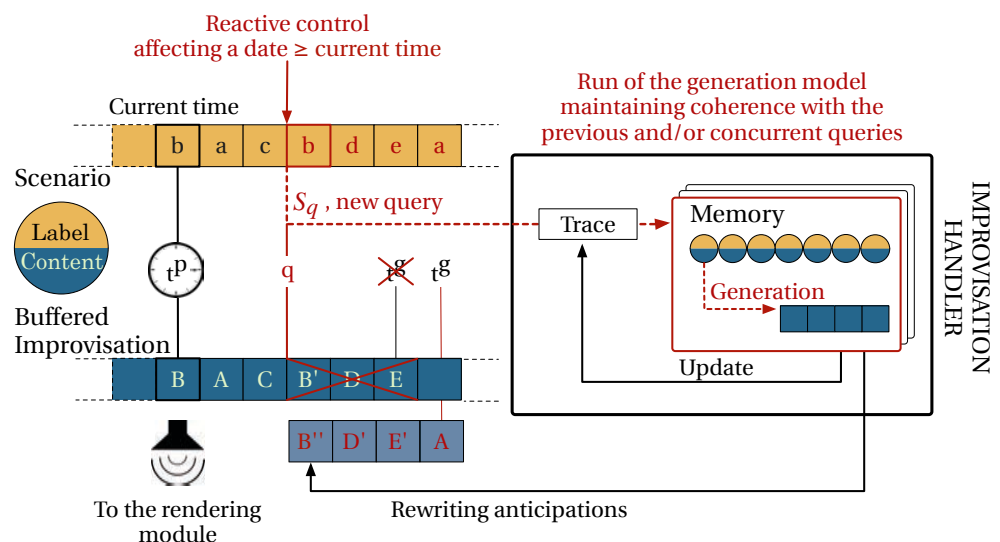 Reactive control
affecting a date ≥ current time
Run of the generation model
maintaining coherence with the
previous and/or concurrent queries
Current time
b a c b d e a
Scenario
S_q , new query
Trace
Memory
Label
Content
t^p
q
t^g t^g
Generation
Buffered
Improvisation
B A C B' D E
Update
B'' D' E' A
To the rendering
module
Rewriting anticipations
IMPROVISATION
HANDLER